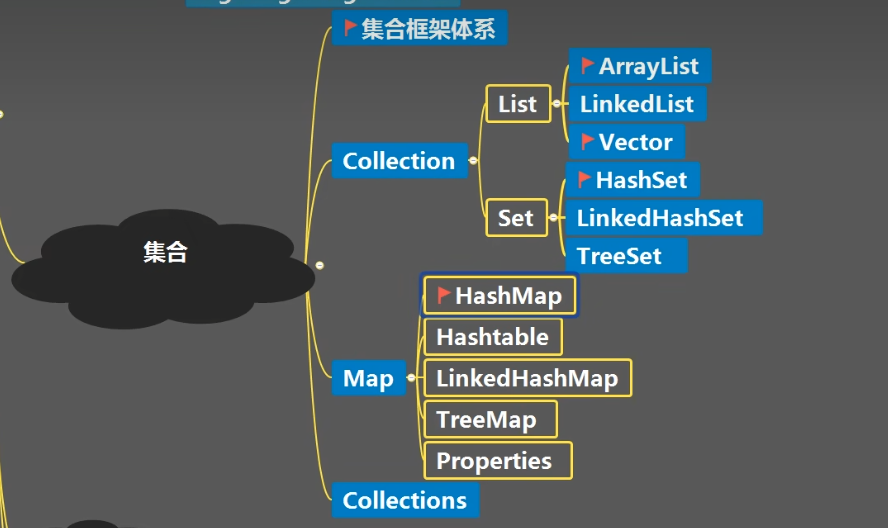 集合框架体系
ArrayList
List
LinkedList
Vector
Collection
HashSet
Set
LinkedHashSet
TreeSet
集合
HashMap
Hashtable
Map
LinkedHashMap
TreeMap
Properties
Collections